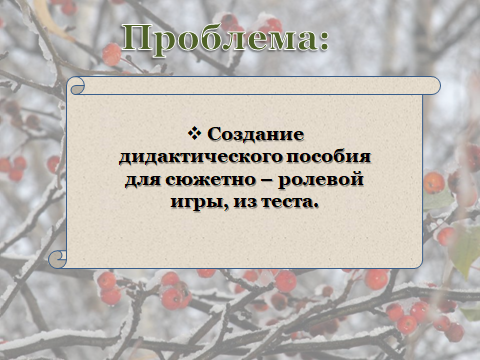 Проблема:
❖ Создание
дидактического пособия
для сюжетно – ролевой
игры, из теста.